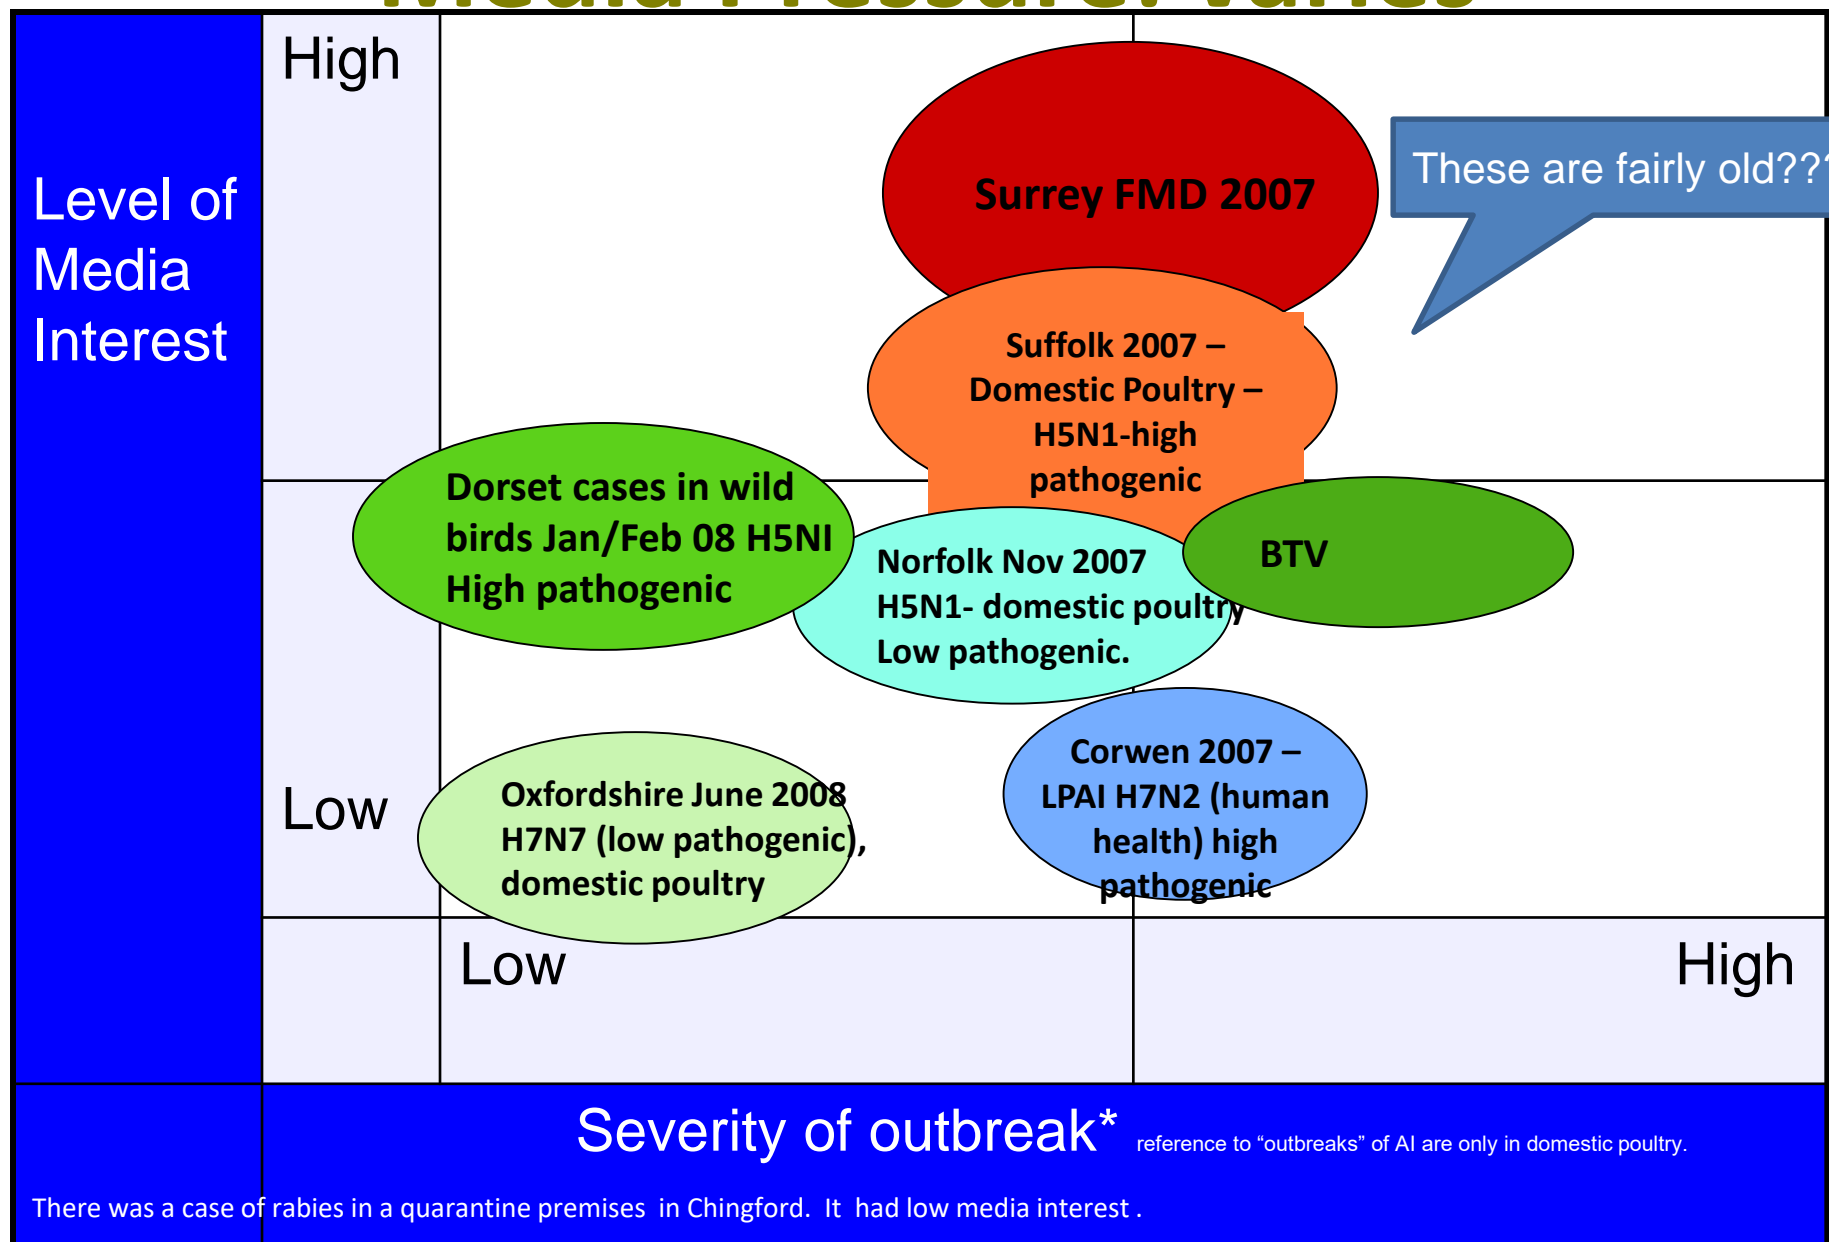 Media Pressure: varies
High
Level of
Media
Interest
Surrey FMD 2007
These are fairly old???
Suffolk 2007 –
Domestic Poultry –
H5N1-high
pathogenic
Dorset cases in wild
birds Jan/Feb 08 H5NI
High pathogenic
Norfolk Nov 2007
H5N1- domestic poultry
Low pathogenic.
BTV
Corwen 2007 –
LPAI H7N2 (human
health) high
pathogenic
Low
Oxfordshire June 2008
H7N7 (low pathogenic),
domestic poultry
Low
High
Severity of outbreak* reference to “outbreaks” of AI are only in domestic poultry.
There was a case of rabies in a quarantine premises in Chingford. It had low media interest .